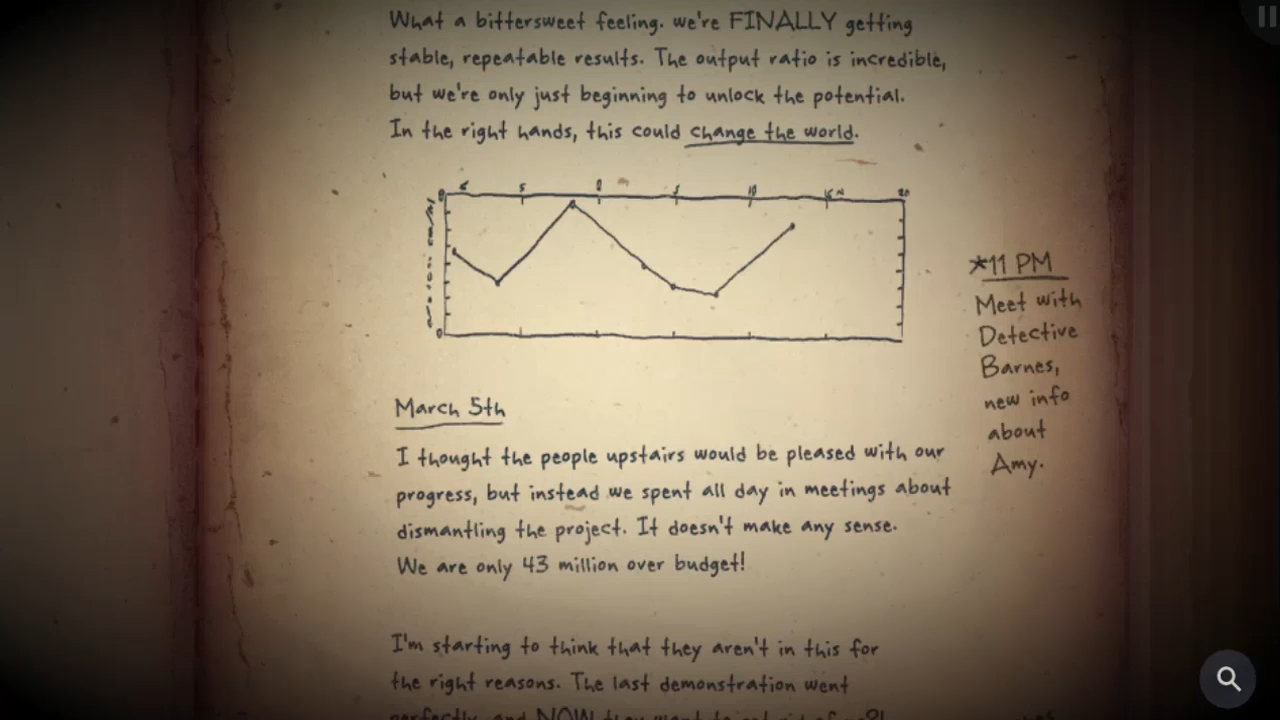 What a bittersweet feeling. we're FINALLY getting
stable, repeatable results. The output ratio is incredible,
but we're only just beginning to unlock the potential.
In the right hands, this could change the world.
5
10
20
*11 PM
Meet with
Detective
Barnes,
new info
about
Amy.
March 5th
I thought the people upstairs would be pleased with our
progress, but instead we spent all day in meetings about
dismantling the project. It doesn't make any sense.
We are only 43 million over budget!
I'm starting to think that they aren't in this for
the right reasons. The last demonstration went